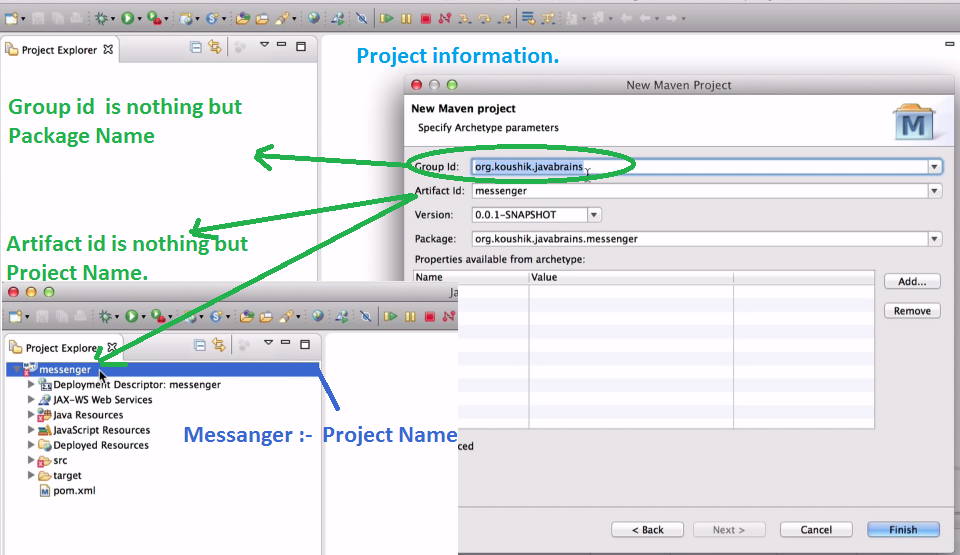 Project Explorer
Project information.
New Maven Project
New Maven project
Specify Archetype parameters
Group id is nothing but
Package Name
Group Id: org.koushik.javabrains
Artifact Id: messenger
Version: 0.0.1-SNAPSHOT
Package: org.koushik.javabrains.messenger
Artifact id is nothing but
Project Name.
Properties available from archetype:
Name Value
Add...
Remove
Ja
Project Explorer
messenger
Deployment Descriptor: messenger
JAX-WS Web Services
Java Resources
JavaScript Resources
Deployed Resources
src
target
pom.xml
Messanger :- Project Name
ced
< Back Next > Cancel Finish